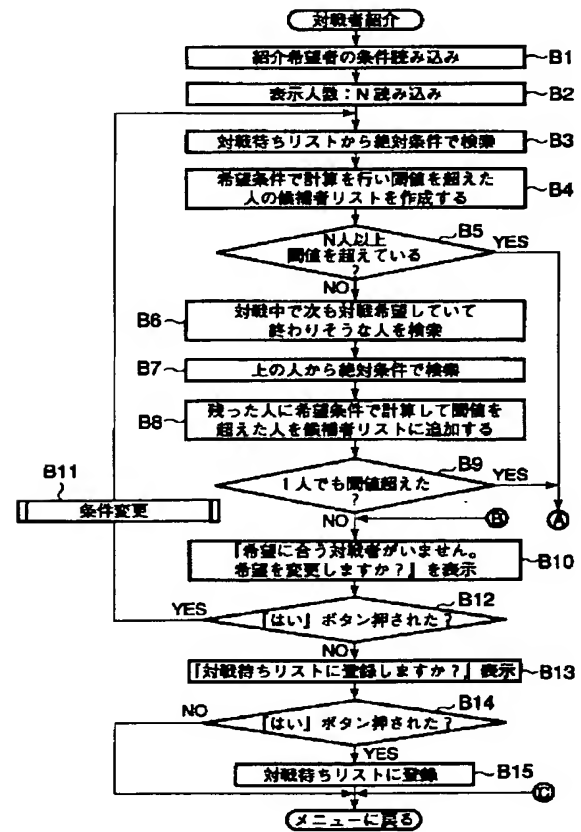 対戦者紹介
紹介希望者の条件読み込み
B1
表示人数：N 読み込み
B2
対戦待ちリストから絶対条件で検索
B3
希望条件で計算を行い閾値を超えた
人の候補者リストを作成する
B4
N人以上
閾値を超えている
?
B5
YES
NO
対戦中で次も対戦希望していて
終わりそうな人を検索
B6
上の人から絶対条件で検索
B7
残った人に希望条件で計算して閾値を
超えた人を候補者リストに追加する
B8
1人でも閾値超えた
?
B9
YES
B11
条件変更
NO
B
A
『希望に合う対戦者がいません。
希望を変更しますか？』を表示
B10
『はい』ボタン押された？
B12
YES
NO
『対戦待ちリストに登録しますか？』表示
B13
『はい』ボタン押された？
B14
NO
YES
対戦待ちリストに登録
B15
C
メニューに戻る